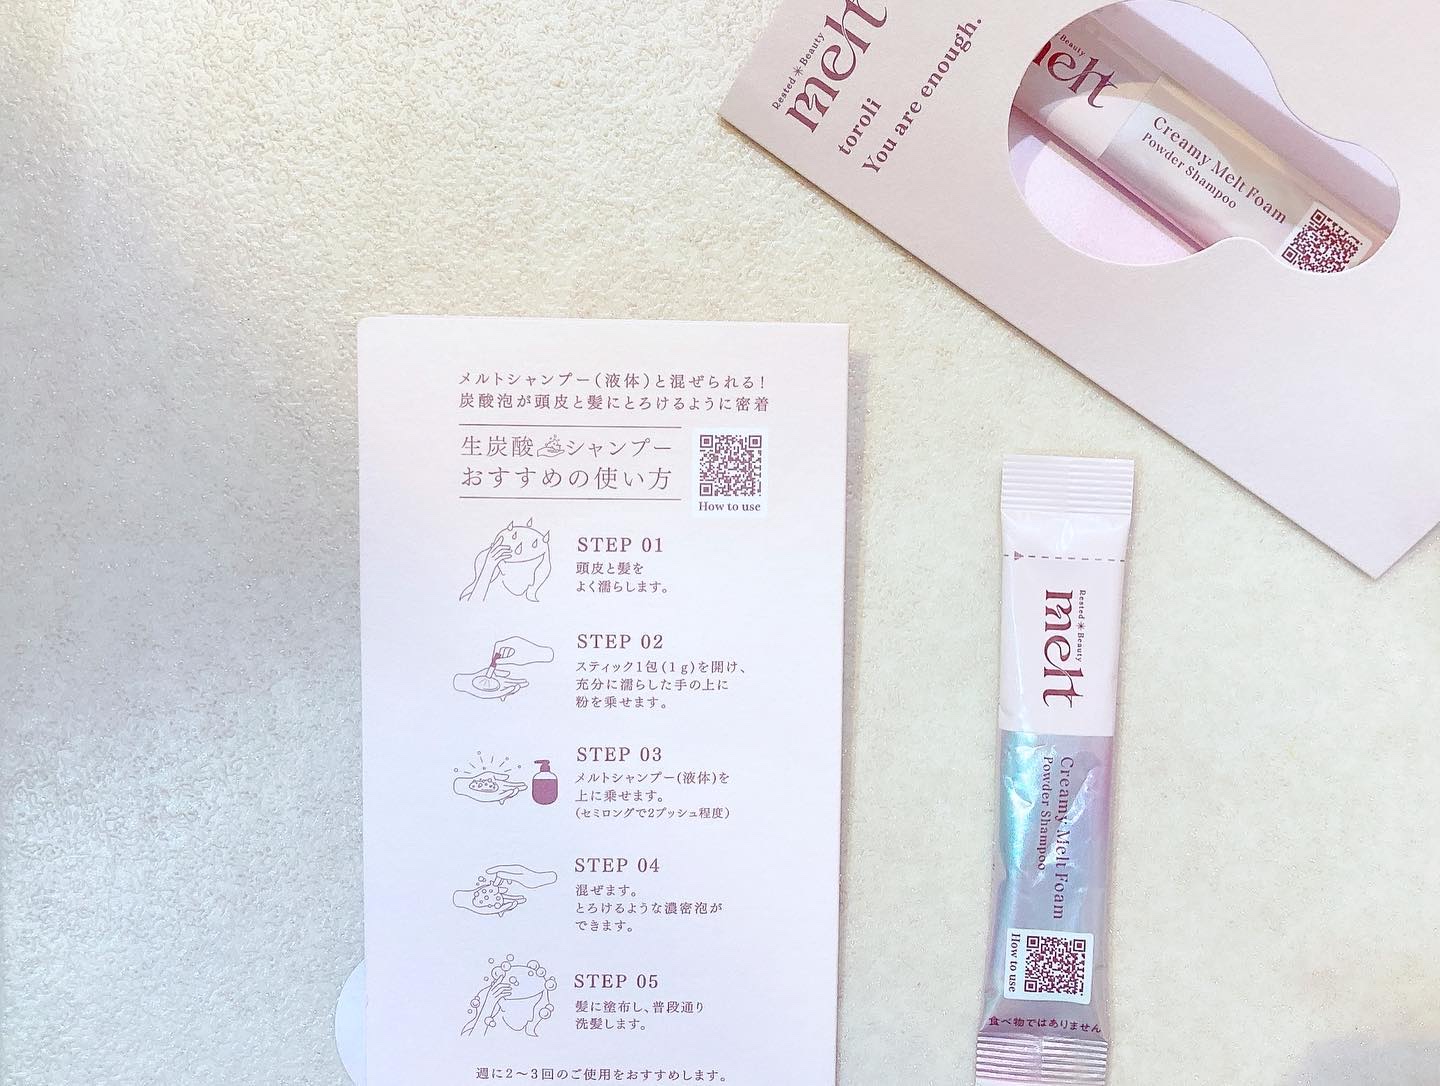 Rested Beauty
melt
toroli
You are enough.
Beauty
melt
Creamy Melt Foam
Powder Shampoo
メルトシャンプー(液体)と混ぜられる!
炭酸泡が頭皮と髪にとろけるように密着
生炭酸シャンプー
おすすめの使い方
How to use
STEP 01
頭皮と髪を
よく濡らします。
STEP 02
スティック1包(1g)を開け、
充分に濡らした手の上に
粉を乗せます。
STEP 03
メルトシャンプー(液体)を
上に乗せます。
(セミロングで2プッシュ程度)
STEP 04
混ぜます。
とろけるような濃密泡が
できます。
STEP 05
髪に塗布し、普段通り
洗髪します。
週に2〜3回のご使用をおすすめします。
Rested Beauty
melt
Creamy Melt Foam
Powder Shampoo
How to use
食べ物ではありません